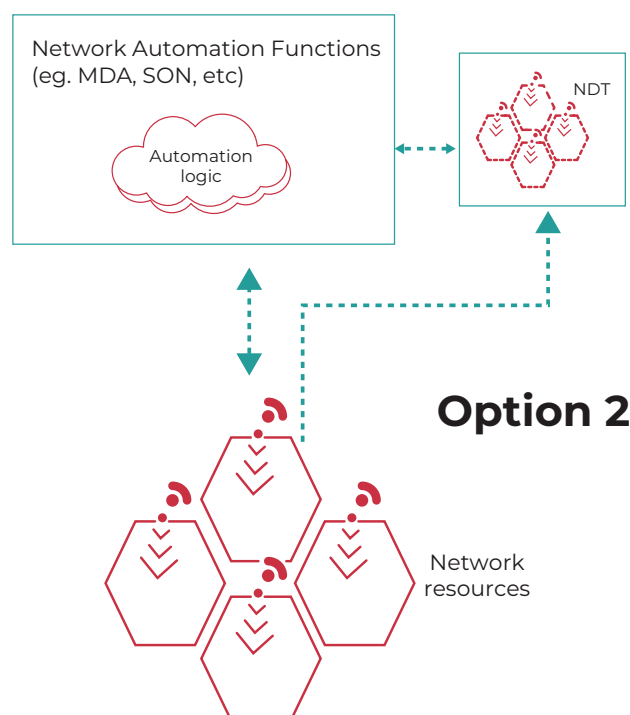 Network Automation Functions
(eg. MDA, SON, etc)
Automation
logic
NDT
Option 2
Network
resources